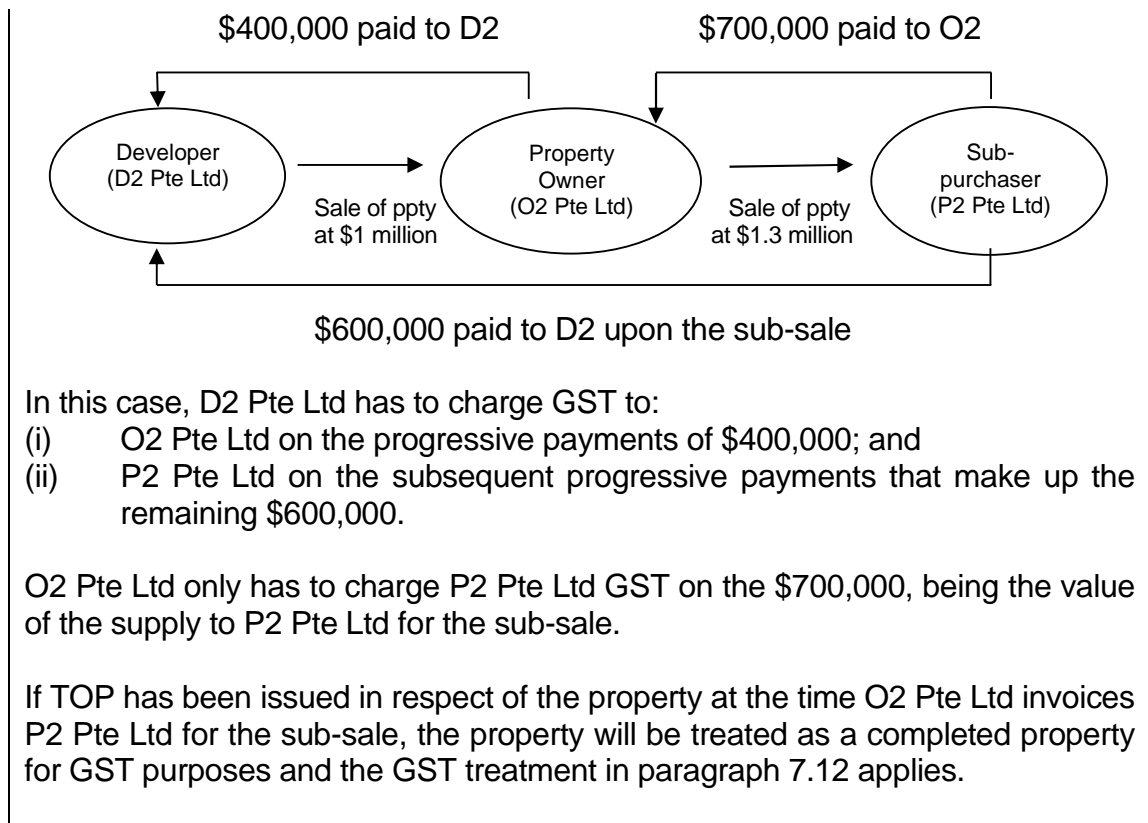 $400,000 paid to D2
$700,000 paid to O2
Developer
(D2 Pte Ltd)
Sale of ppty
at $1 million
Property
Owner
(O2 Pte Ltd)
Sale of ppty
at $1.3 million
Sub-
purchaser
(P2 Pte Ltd)
$600,000 paid to D2 upon the sub-sale
In this case, D2 Pte Ltd has to charge GST to:
(i) O2 Pte Ltd on the progressive payments of $400,000; and
(ii) P2 Pte Ltd on the subsequent progressive payments that make up the
remaining $600,000.
O2 Pte Ltd only has to charge P2 Pte Ltd GST on the $700,000, being the value
of the supply to P2 Pte Ltd for the sub-sale.
If TOP has been issued in respect of the property at the time O2 Pte Ltd invoices
P2 Pte Ltd for the sub-sale, the property will be treated as a completed property
for GST purposes and the GST treatment in paragraph 7.12 applies.